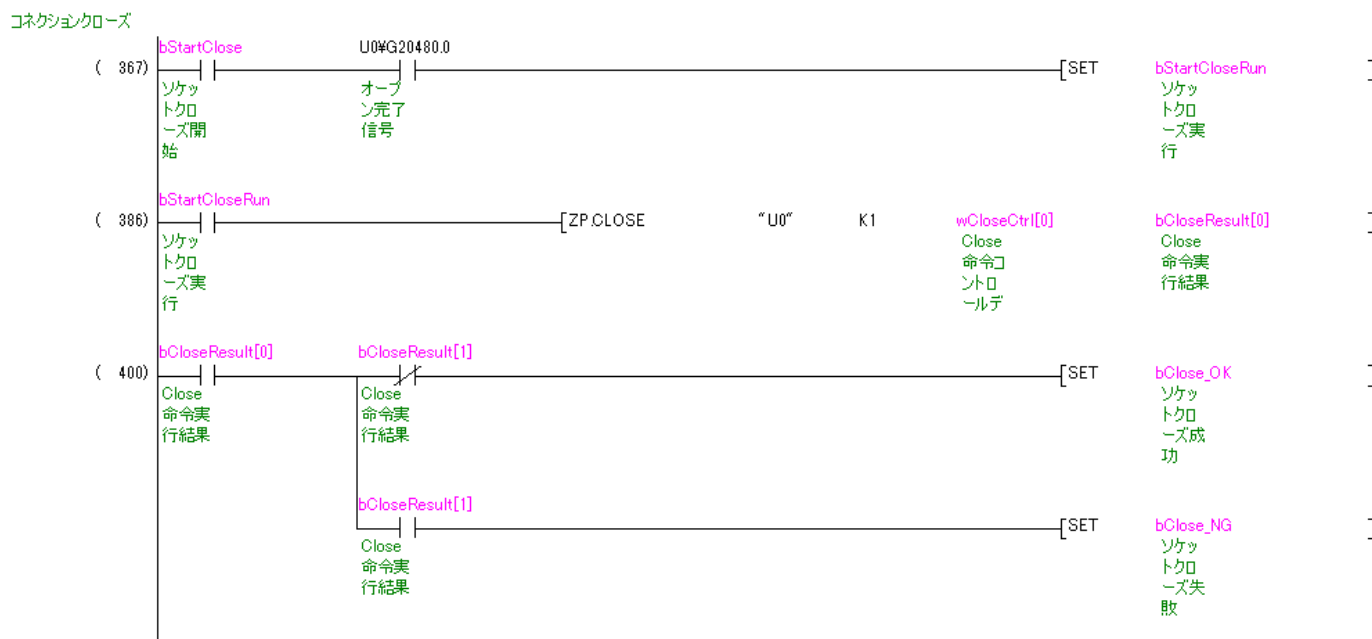 コネクションクローズ
bStartClose U0¥G20480.0
( 367) [SET bStartCloseRun ]
ソケッ オープ ソケッ
トクロ ン完了 トクロ
ーズ開 信号 ーズ実
始 行
bStartCloseRun
( 386) [ZP.CLOSE "U0" K1 wCloseCtrl[0] bCloseResult[0] ]
ソケッ Close Close
トクロ 命令コ 命令実
ーズ実 ントロ 行結果
行 ールデ
bCloseResult[0] bCloseResult[1]
( 400) [SET bClose_OK ]
Close Close ソケッ
命令実 命令実 トクロ
行結果 行結果 ーズ成
功
bCloseResult[1]
[SET bClose_NG ]
Close ソケッ
命令実 トクロ
行結果 ーズ失
敗